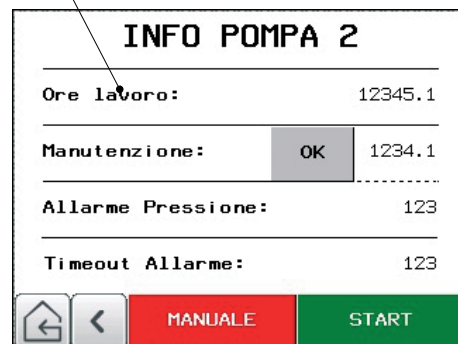 INFO POMPA 2
Ore lavoro: 12345.1
Manutenzione: OK 1234.1
Allarme Pressione: 123
Timeout Allarme: 123
MANUALE START